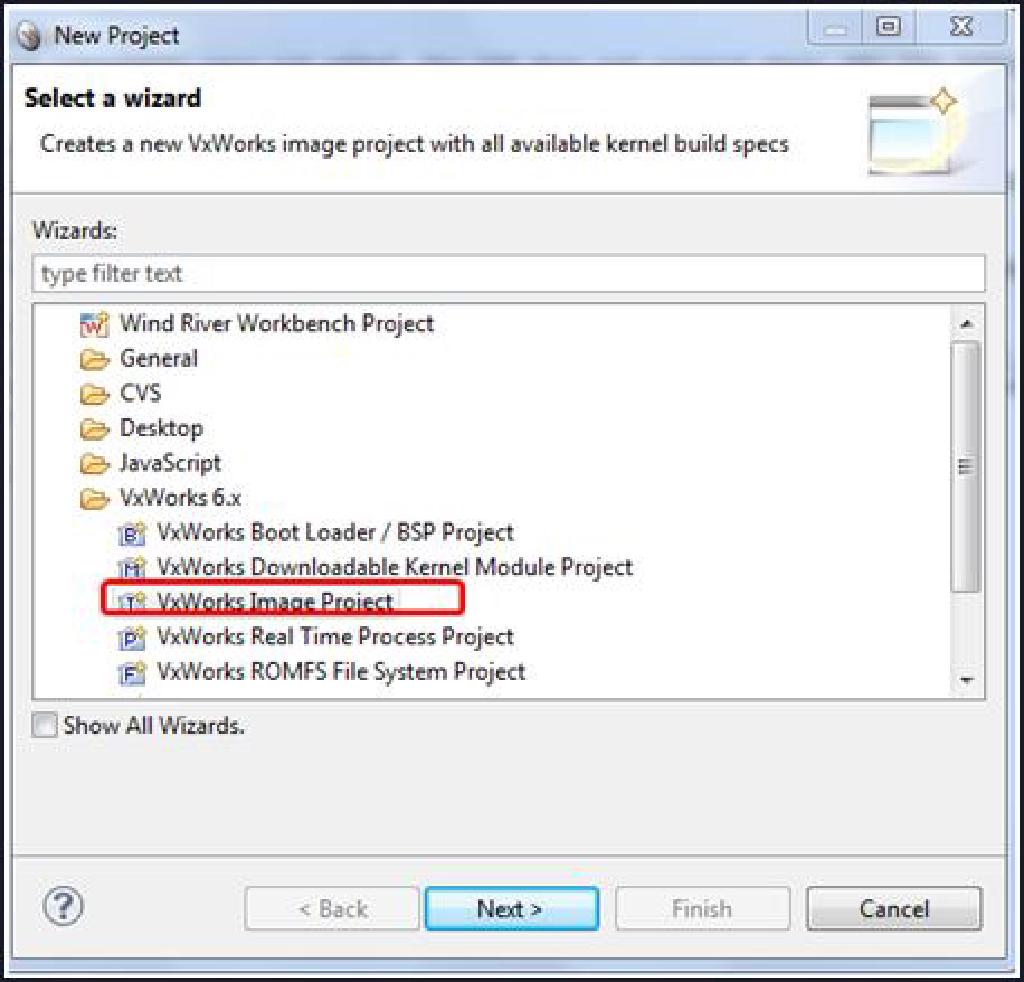 New Project
Select a wizard
Creates a new VxWorks image project with all available kernel build specs
Wizards:
type filter text
Wind River Workbench Project
General
CVS
Desktop
JavaScript
VxWorks 6.x
VxWorks Boot Loader / BSP Project
VxWorks Downloadable Kernel Module Project
VxWorks Image Project
VxWorks Real Time Process Project
VxWorks ROMFS File System Project
Show All Wizards.
? < Back Next > Finish Cancel